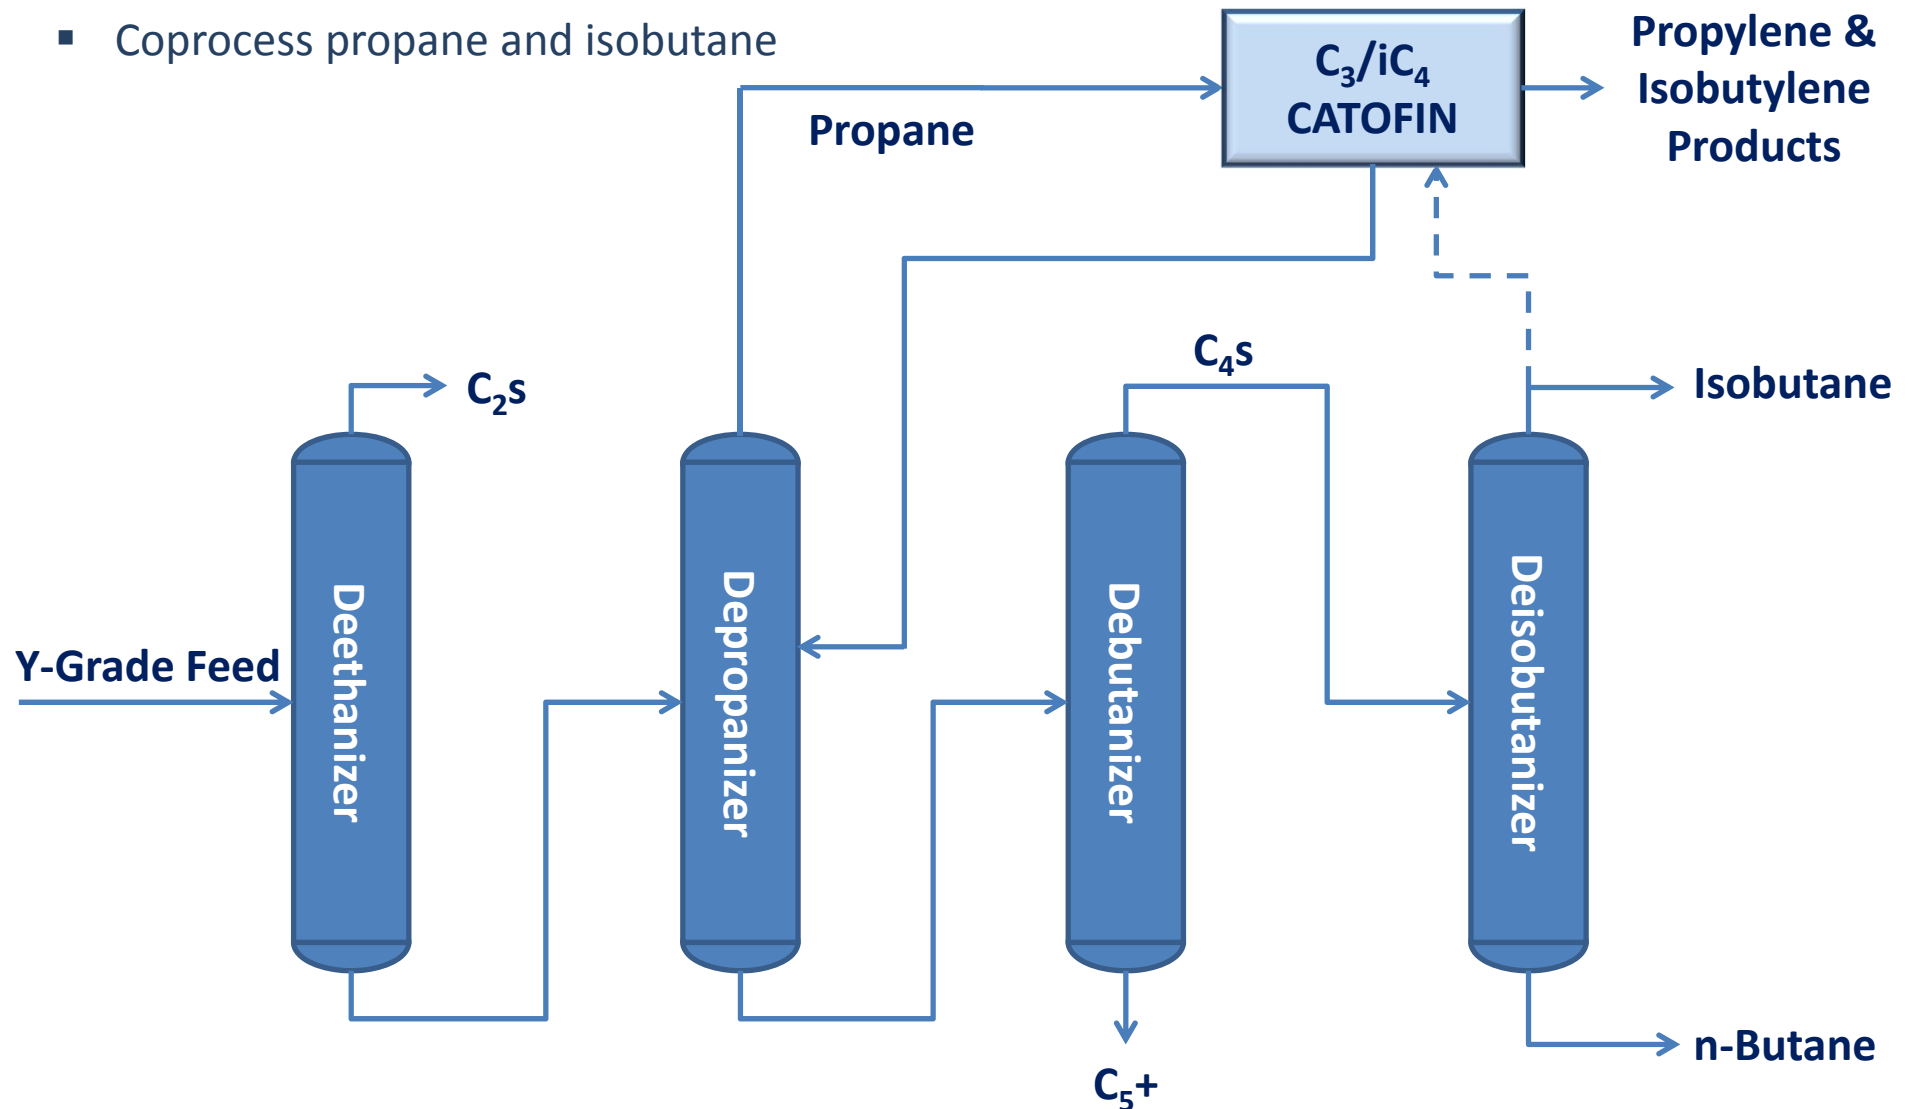 ▪ Coprocess propane and isobutane
C₃/iC₄
CATOFIN
Propylene &
Isobutylene
Products
Propane
C₂s
C₄s
Isobutane
Y-Grade Feed
Deethanizer
Depropanizer
Debutanizer
Deisobutanizer
n-Butane
C₅+